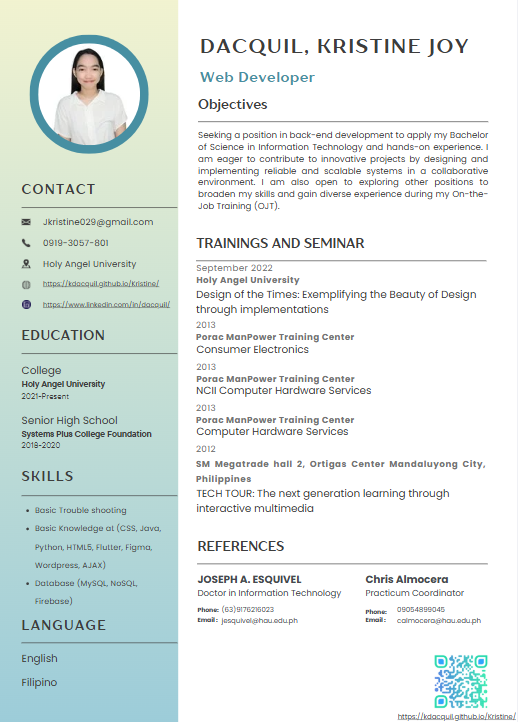 DACQUIL, KRISTINE JOY
Web Developer
Objectives
Seeking a position in back-end development to apply my Bachelor
of Science in Information Technology and hands-on experience. I
am eager to contribute to innovative projects by designing and
implementing reliable and scalable systems in a collaborative
environment. I am also open to exploring other positions to
broaden my skills and gain diverse experience during my On-the-
Job Training (OJT).
CONTACT
Jkristine029@gmail.com
0919-3057-801
Holy Angel University
https://kdacquil.github.io/Kristine/
https://www.linkedin.com/in/dacquil/
EDUCATION
College
Holy Angel University
2021-Present
Senior High School
Systems Plus College Foundation
2018-2020
SKILLS
Basic Trouble shooting
Basic Knowledge at (CSS, Java,
Python, HTML5, Flutter, Figma,
Wordpress, AJAX)
Database (MySQL, NoSQL,
Firebase)
LANGUAGE
English
Filipino
TRAININGS AND SEMINAR
September 2022
Holy Angel University
Design of the Times: Exemplifying the Beauty of Design
through implementations
2013
Porac ManPower Training Center
Consumer Electronics
2013
Porac ManPower Training Center
NCII Computer Hardware Services
2013
Porac ManPower Training Center
Computer Hardware Services
2012
SM Megatrade hall 2, Ortigas Center Mandaluyong City,
Philippines
TECH TOUR: The next generation learning through
interactive multimedia
REFERENCES
JOSEPH A. ESQUIVEL
Doctor in Information Technology
Phone: (63)9176216023
Email : jesquivel@hau.edu.ph
Chris Almocera
Practicum Coordinator
Phone: 09054899045
Email : calmocera@hau.edu.ph
https://kdacquil.github.io/Kristine/